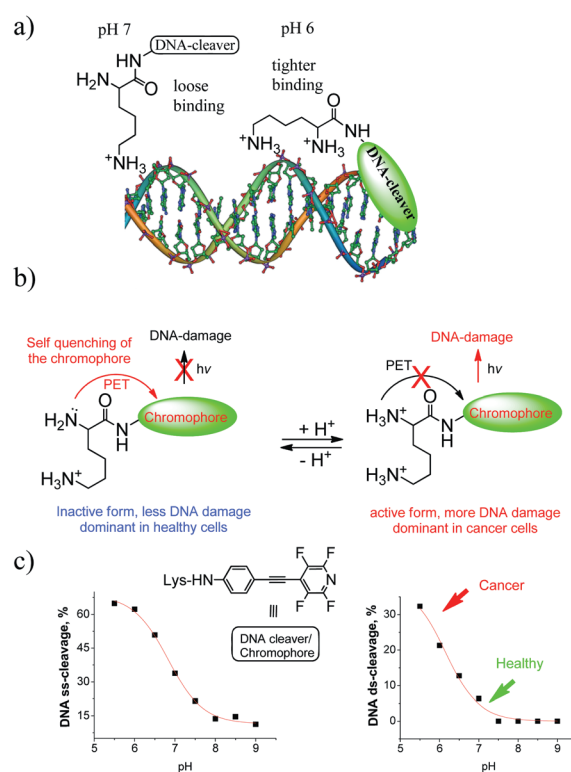 a)
pH 7
pH 6
HN
DNA-cleaver
H₂N
O
loose
binding
tighter
binding
O
NH
⁺NH₃
⁺NH₃
⁺NH₃
DNA-cleaver
b)
Self quenching of
the chromophore
DNA-damage
X
hν
PET
H₂N
O
N
H
Chromophore
H₃N⁺
Inactive form, less DNA damage
dominant in healthy cells
+ H⁺
- H⁺
DNA-damage
PET
X
hν
H₃N⁺
O
N
H
Chromophore
H₃N⁺
active form, more DNA damage
dominant in cancer cells
c)
Lys-HN
F
F
N
F
F
DNA cleaver/
Chromophore
DNA ss-cleavage, %
60
45
30
15
5 6 7 8 9
pH
DNA ds-cleavage, %
30
20
10
0
5 6 7 8 9
pH
Cancer
Healthy